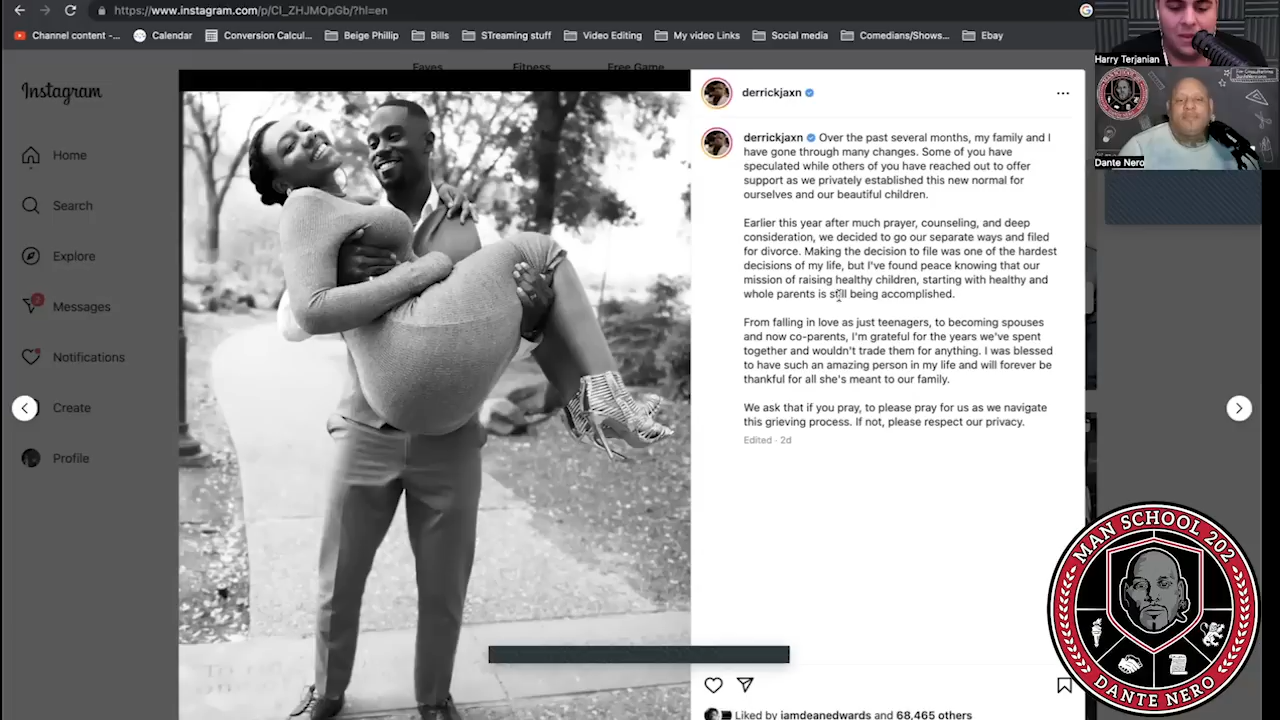 https://www.instagram.com/p/CI_ZHJMOpGb/?hl=en
Channel content -...
Calendar
Conversion Calcul...
Beige Phillip
Bills
STreaming stuff
Video Editing
My video Links
Social media
Comedians/Shows...
Ebay
Harry Terjanian
Dante Nero
Faves
Fitness
Free Game
Instagram
Home
Search
Explore
2
Messages
Notifications
Create
Profile
derrickjaxn
derrickjaxn Over the past several months, my family and I
have gone through many changes. Some of you have
speculated while others of you have reached out to offer
support as we privately established this new normal for
ourselves and our beautiful children.
Earlier this year after much prayer, counseling, and deep
consideration, we decided to go our separate ways and filed
for divorce. Making the decision to file was one of the hardest
decisions of my life, but I've found peace knowing that our
mission of raising healthy children, starting with healthy and
whole parents is still being accomplished.
From falling in love as just teenagers, to becoming spouses
and now co-parents, I'm grateful for the years we've spent
together and wouldn't trade them for anything. I was blessed
to have such an amazing person in my life and will forever be
thankful for all she's meant to our family.
We ask that if you pray, to please pray for us as we navigate
this grieving process. If not, please respect our privacy.
Edited · 2d
Liked by iamdeanedwards and 68,465 others
MAN SCHOOL 202
DANTE NERO